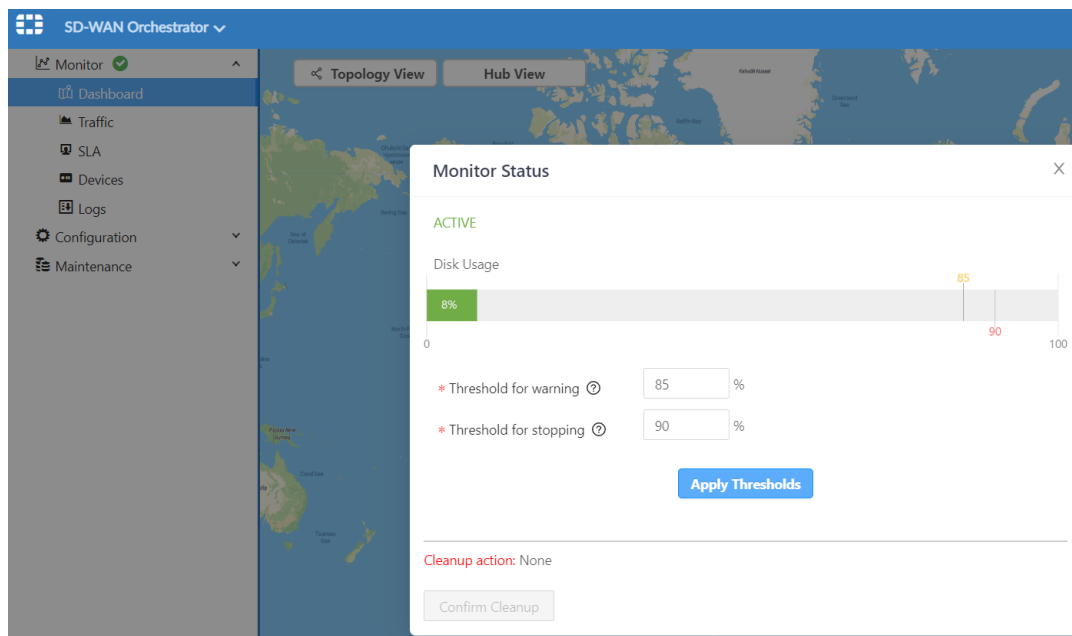 SD-WAN Orchestrator
Monitor
Dashboard
Traffic
SLA
Devices
Logs
Configuration
Maintenance
Topology View
Hub View
Monitor Status
ACTIVE
Disk Usage
85
8%
90
0
100
* Threshold for warning ? 85 %
* Threshold for stopping ? 90 %
Apply Thresholds
Cleanup action: None
Confirm Cleanup